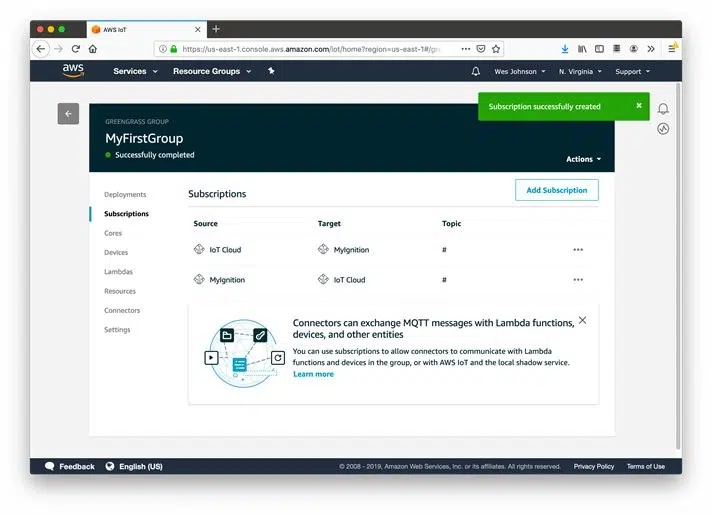 AWS IoT
https://us-east-1.console.aws.amazon.com/iot/home?region=us-east-1#/gr
aws
Services
Resource Groups
Wes Johnson
N. Virginia
Support
Subscription successfully created
GREENGRASS GROUP
MyFirstGroup
Successfully completed
Actions
Deployments
Subscriptions
Cores
Devices
Lambdas
Resources
Connectors
Settings
Subscriptions
Add Subscription
Source Target Topic
IoT Cloud MyIgnition #
MyIgnition IoT Cloud #
Connectors can exchange MQTT messages with Lambda functions,
devices, and other entities
You can use subscriptions to allow connectors to communicate with Lambda
functions and devices in the group, or with AWS IoT and the local shadow service.
Learn more
Feedback
English (US)
© 2008 - 2019, Amazon Web Services, Inc. or its affiliates. All rights reserved.
Privacy Policy
Terms of Use